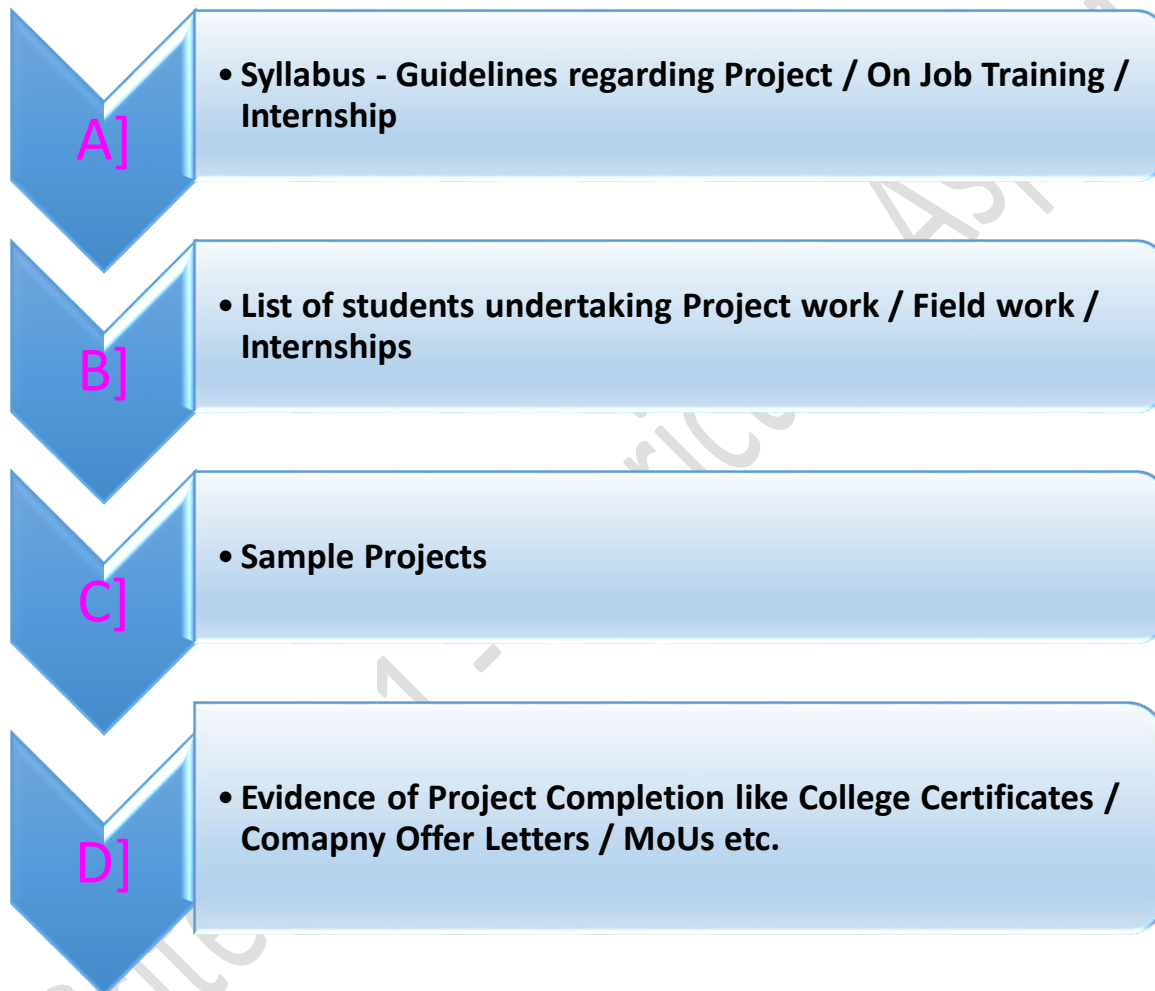 A]
• Syllabus - Guidelines regarding Project / On Job Training /
Internship
B]
• List of students undertaking Project work / Field work /
Internships
C]
• Sample Projects
D]
• Evidence of Project Completion like College Certificates /
Comapny Offer Letters / MoUs etc.